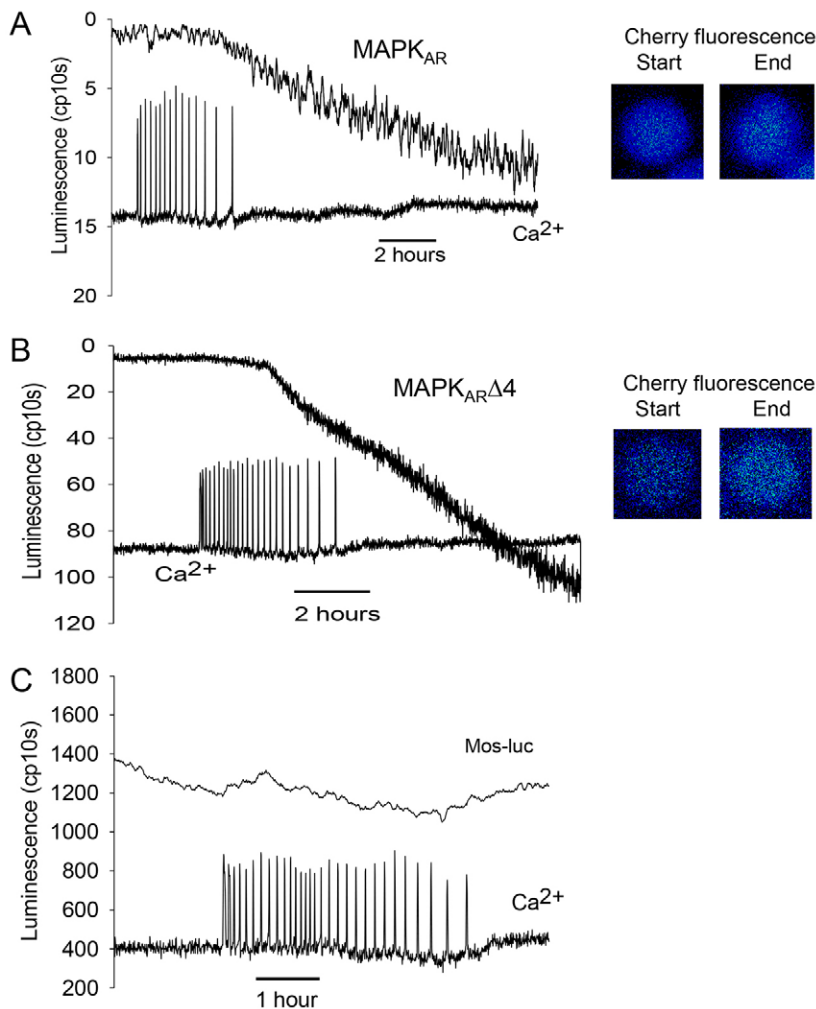 A
Luminescence (cp10s)
0
5
10
15
20
MAPK_AR
Ca²⁺
2 hours
Cherry fluorescence
Start End
B
Luminescence (cp10s)
0
20
40
60
80
100
120
MAPK_ARΔ4
Ca²⁺
2 hours
Cherry fluorescence
Start End
C
Luminescence (cp10s)
1800
1600
1400
1200
1000
800
600
400
200
Mos-luc
Ca²⁺
1 hour